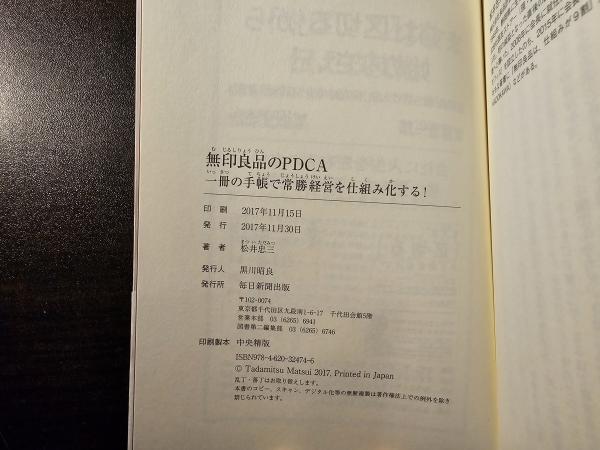 無印良品のPDCA
一冊の手帳で常勝経営を仕組み化する!
印　刷　2017年11月15日
発　行　2017年11月30日
著　者　松井忠三
発行人　黒川昭良
発行所　毎日新聞出版
〒102-0074
東京都千代田区九段南1-6-17　千代田会館5階
営業本部　03 (6265) 6941
図書第二編集部　03 (6265) 6746
印刷製本　中央精版
ISBN978-4-620-32474-6
© Tadamitsu Matsui 2017, Printed in Japan
乱丁・落丁はお取り替えします。
本書のコピー、スキャン、デジタル化等の無断複製は著作権法上での例外を除き
禁じられています。